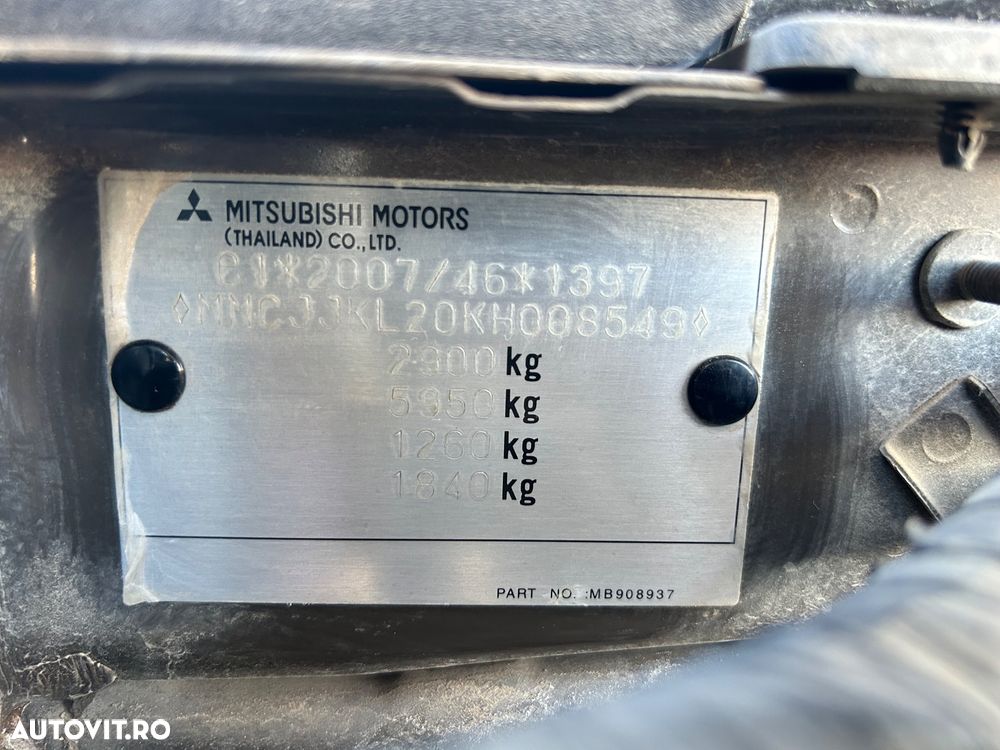 MITSUBISHI MOTORS
(THAILAND) CO.,LTD.
e1*2007/46*1397
◊MMCJJKL20KH008549◊
2900 kg
5950 kg
1260 kg
1840 kg
PART NO. :MB908937
AUTOVIT.RO